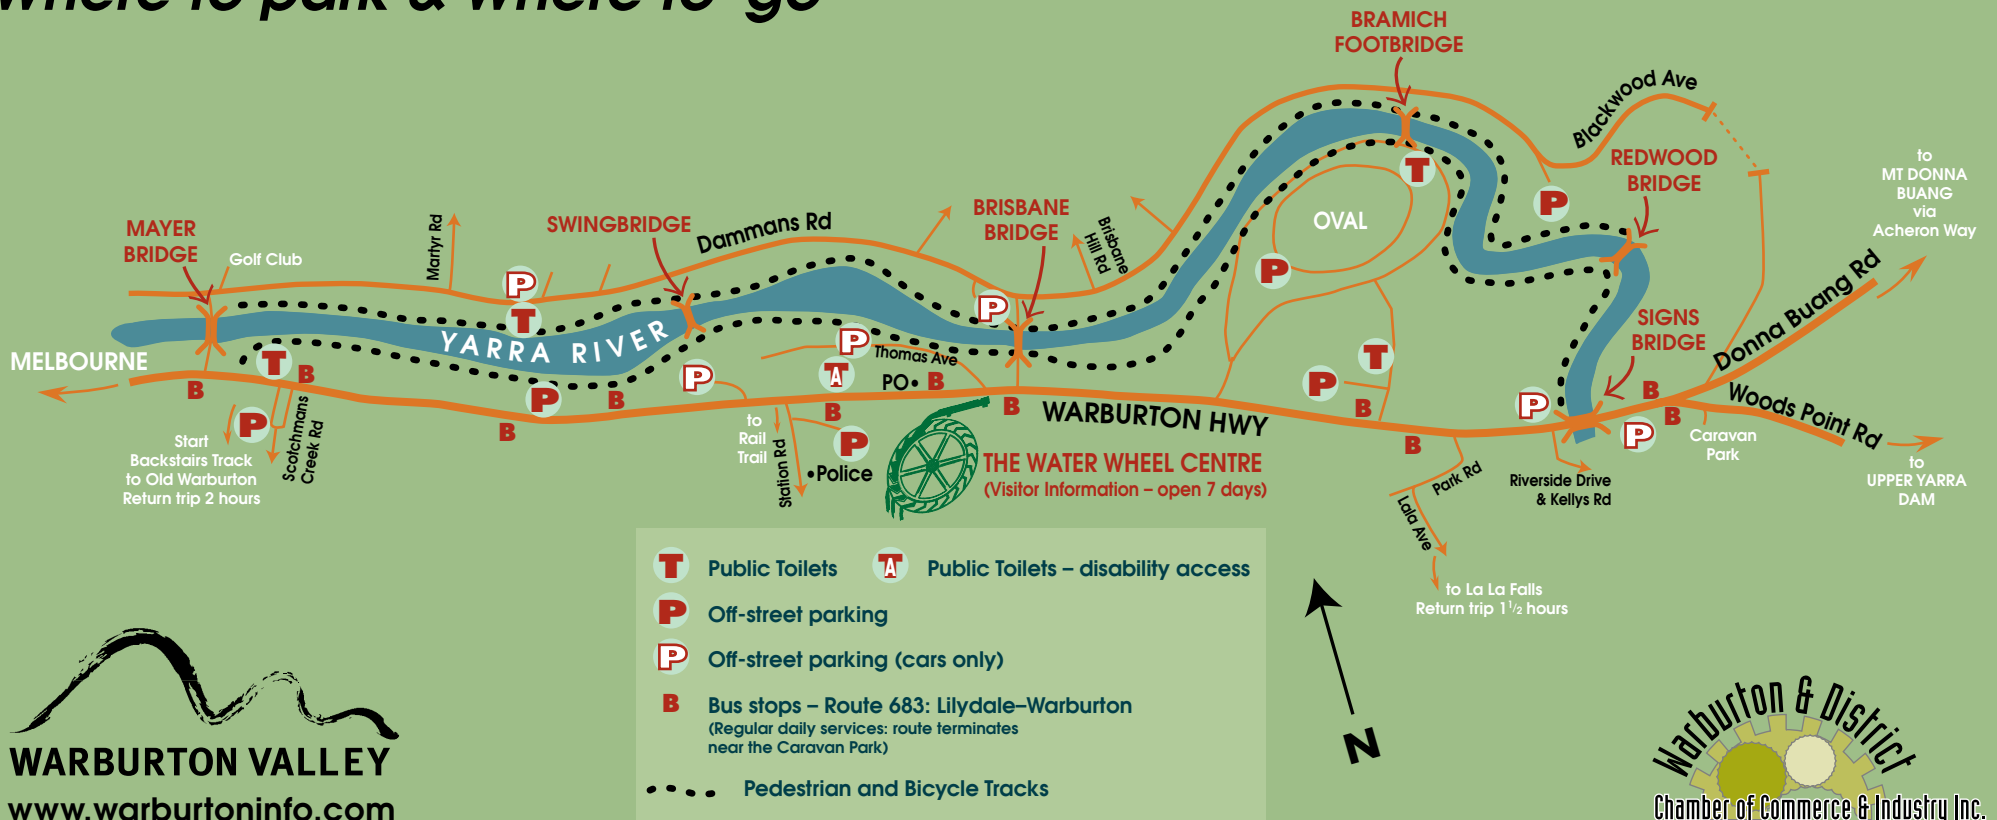 where to park & where to go
BRAMICH
FOOTBRIDGE
Blackwood Ave
REDWOOD
BRIDGE
to
MT DONNA
BUANG
via
Acheron Way
MAYER
BRIDGE
Golf Club
Martyr Rd
SWINGBRIDGE
Dammans Rd
BRISBANE
BRIDGE
Brisbane
Hill Rd
OVAL
T
P
P
P
P
T
P
YARRA RIVER
SIGNS
BRIDGE
Donna Buang Rd
MELBOURNE
T
B
B
P
P
B
B
P
Thomas Ave
A
PO
B
B
B
WARBURTON HWY
T
P
B
B
P
B
B
P
Woods Point Rd
Caravan
Park
to
UPPER YARRA
DAM
P
Start
Backstairs Track
to Old Warburton
Return trip 2 hours
Scotchmans
Creek Rd
to
Rail
Trail
Station Rd
P
•Police
THE WATER WHEEL CENTRE
(Visitor Information – open 7 days)
Park Rd
Lala Ave
Riverside Drive
& Kellys Rd
to La La Falls
Return trip 1 1/2 hours
T Public Toilets
A Public Toilets – disability access
P Off-street parking
P Off-street parking (cars only)
B Bus stops – Route 683: Lilydale–Warburton
(Regular daily services: route terminates
near the Caravan Park)
Pedestrian and Bicycle Tracks
N
WARBURTON VALLEY
www.warburtoninfo.com
Warburton & District
Chamber of Commerce & Industry Inc.